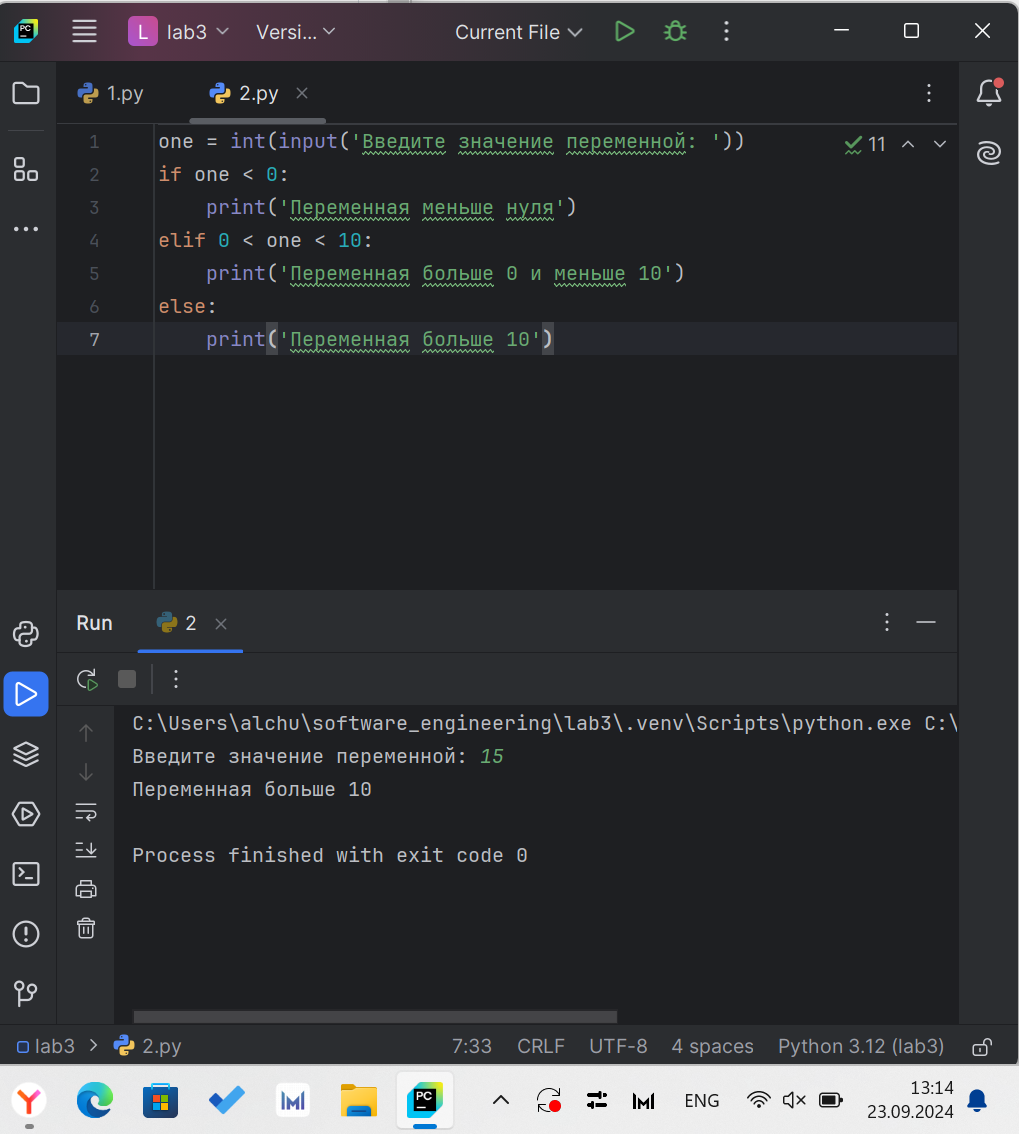 PC L lab3 Versi... Current File
1.py 2.py
1 one = int(input('Введите значение переменной: ')) 11
2 if one < 0:
3 print('Переменная меньше нуля')
4 elif 0 < one < 10:
5 print('Переменная больше 0 и меньше 10')
6 else:
7 print('Переменная больше 10')
Run 2
C:\Users\alchu\software_engineering\lab3\.venv\Scripts\python.exe C:\
Введите значение переменной: 15
Переменная больше 10
Process finished with exit code 0
lab3 2.py 7:33 CRLF UTF-8 4 spaces Python 3.12 (lab3)
PC ENG 13:14
23.09.2024